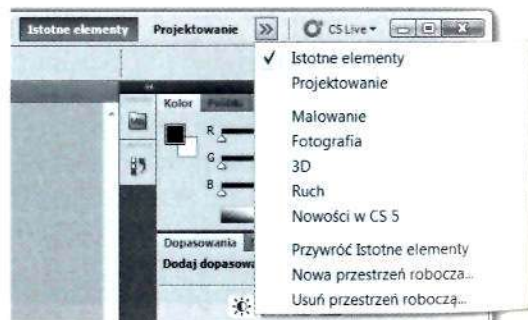 Istotne elementy Projektowanie >> CS Live
✓ Istotne elementy
Projektowanie
Malowanie
Fotografia
3D
Ruch
Nowości w CS 5
Przywróć Istotne elementy
Nowa przestrzeń robocza...
Usuń przestrzeń roboczą...
Kolor
R
G
B
Dopasowania
Dodaj dopasowa